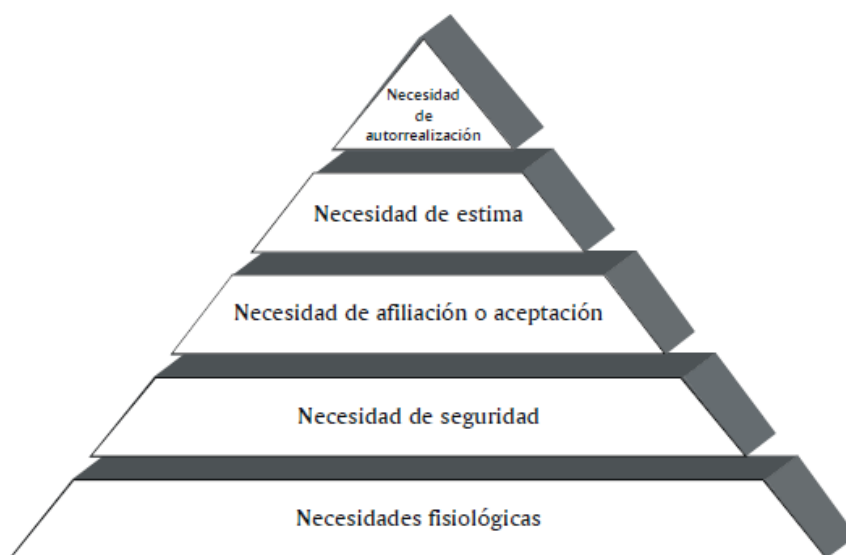 Necesidad
de
autorrealización
Necesidad de estima
Necesidad de afiliación o aceptación
Necesidad de seguridad
Necesidades fisiológicas